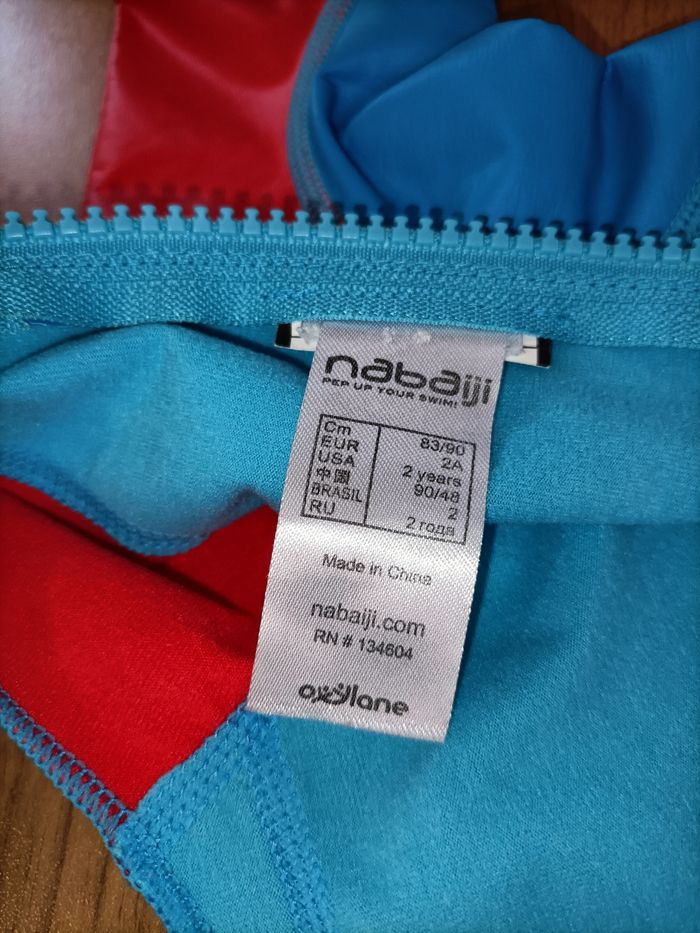 nabaiji
PEP UP YOUR SWIM!
Cm 83/90
EUR 2A
USA 2 years
中國 90/48
BRASIL 2
RU 2 года
Made in China
nabaiji.com
RN # 134604
oxylane